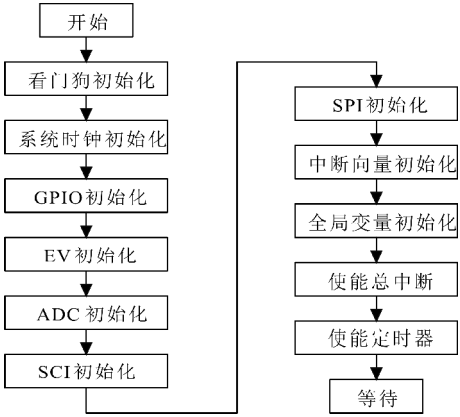 开始
看门狗初始化
系统时钟初始化
GPIO初始化
EV初始化
ADC初始化
SCI初始化
SPI初始化
中断向量初始化
全局变量初始化
使能总中断
使能定时器
等待